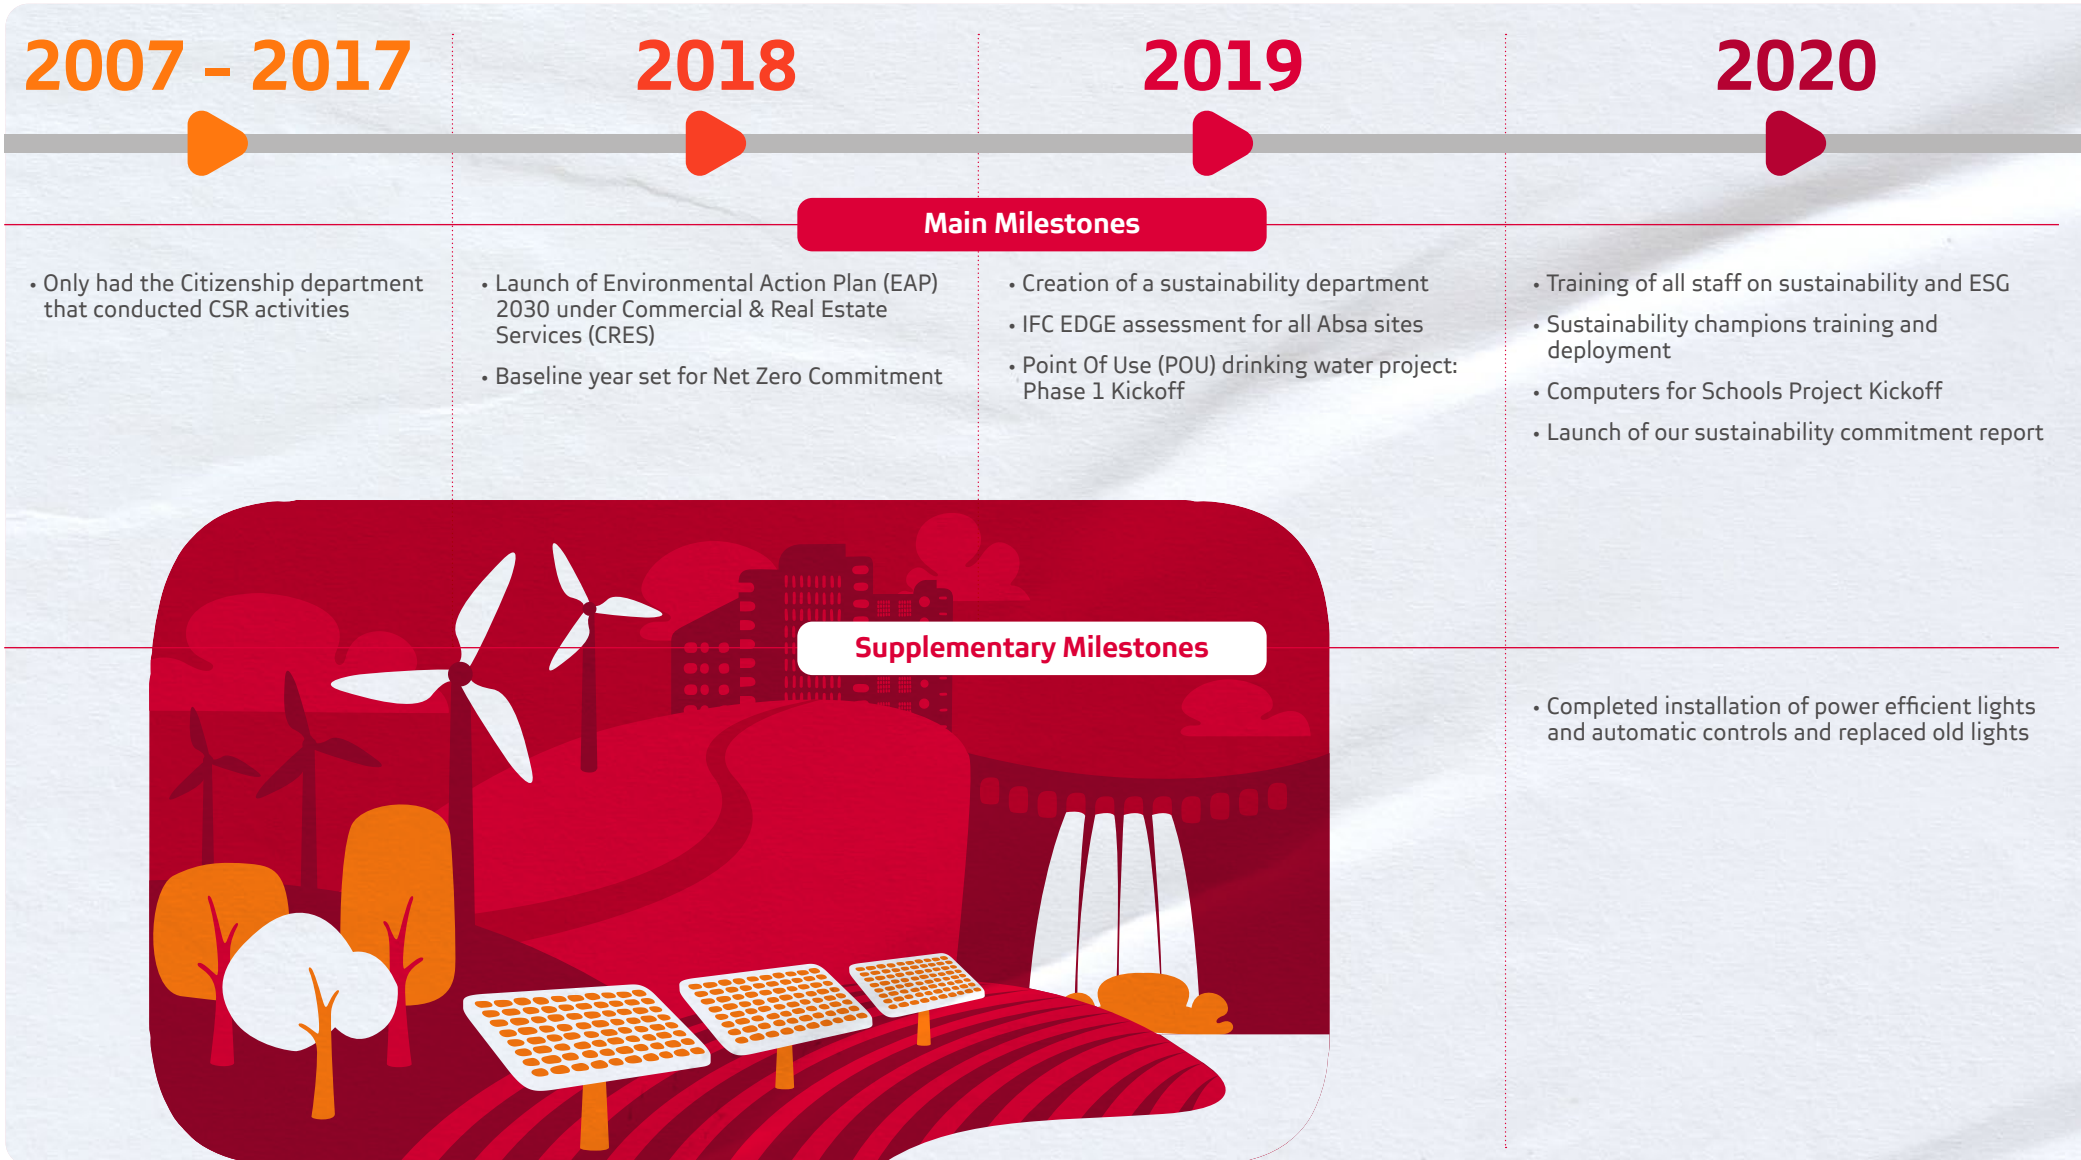 2007 – 2017
2018
2019
2020
Main Milestones
• Only had the Citizenship department
that conducted CSR activities
• Launch of Environmental Action Plan (EAP)
2030 under Commercial & Real Estate
Services (CRES)
• Baseline year set for Net Zero Commitment
• Creation of a sustainability department
• IFC EDGE assessment for all Absa sites
• Point Of Use (POU) drinking water project:
Phase 1 Kickoff
• Training of all staff on sustainability and ESG
• Sustainability champions training and
deployment
• Computers for Schools Project Kickoff
• Launch of our sustainability commitment report
Supplementary Milestones
• Completed installation of power efficient lights
and automatic controls and replaced old lights